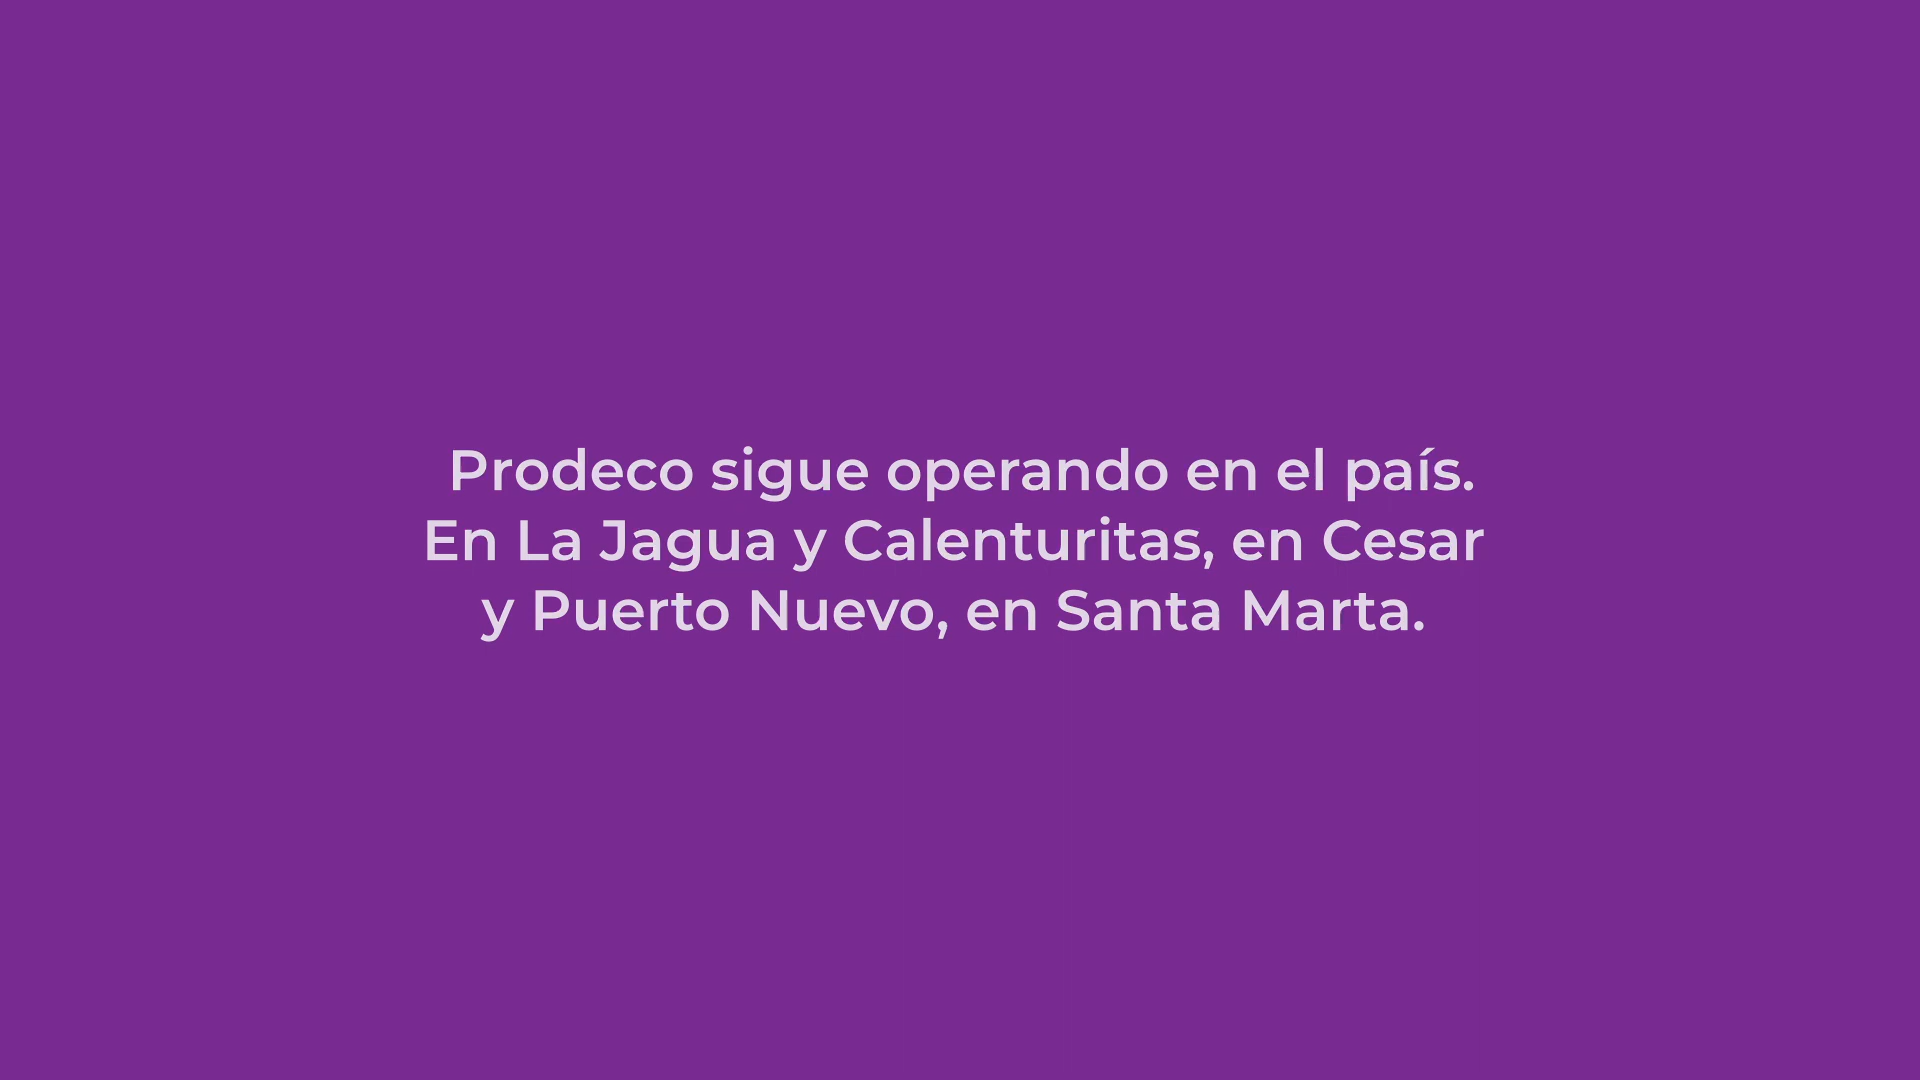 Prodeco sigue operando en el país.
En La Jagua y Calenturitas, en Cesar
y Puerto Nuevo, en Santa Marta.